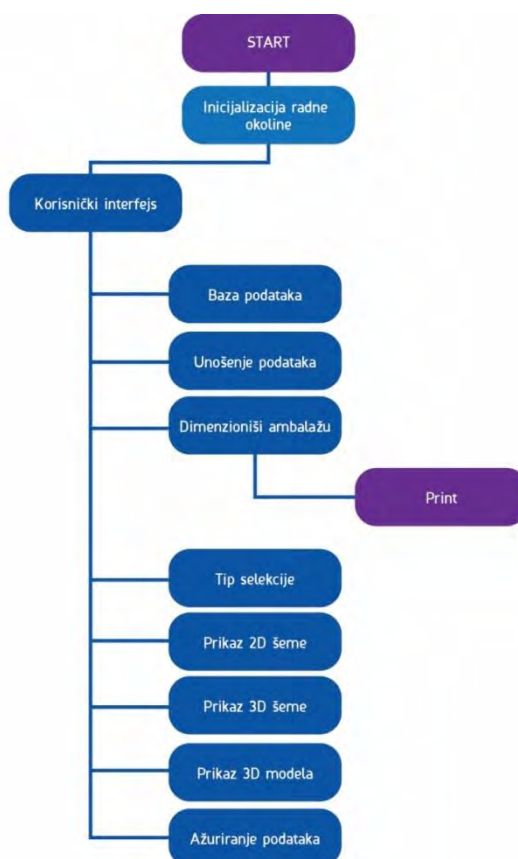 START
Inicijalizacija radne
okoline
Korisnički interfejs
Baza podataka
Unošenje podataka
Dimenzioniši ambalažu
Print
Tip selekcije
Prikaz 2D šeme
Prikaz 3D šeme
Prikaz 3D modela
Ažuriranje podataka